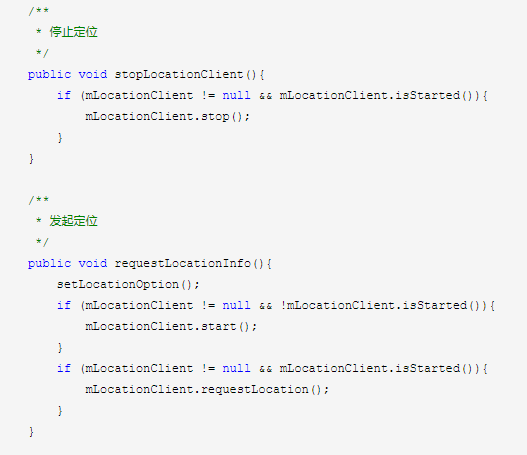 /**
 * 停止定位
 */
public void stopLocationClient(){
    if (mLocationClient != null && mLocationClient.isStarted()){
        mLocationClient.stop();
    }
}

/**
 * 发起定位
 */
public void requestLocationInfo(){
    setLocationOption();
    if (mLocationClient != null && !mLocationClient.isStarted()){
        mLocationClient.start();
    }
    if (mLocationClient != null && mLocationClient.isStarted()){
        mLocationClient.requestLocation();
    }
}